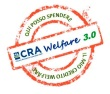 QUI POSSO SPENDERE
CRA Welfare 3.0
IL MIO CREDITO WELFARE